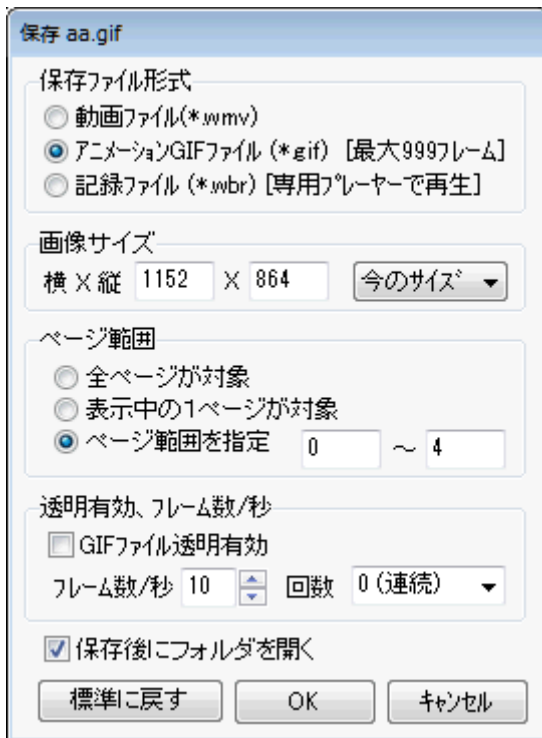 保存 aa.gif
保存ファイル形式
動画ファイル(*.wmv)
アニメーションGIFファイル (*.gif) [最大999フレーム]
記録ファイル (*.wbr) [専用プレーヤーで再生]
画像サイズ
横 X 縦 1152 X 864 今のサイズ
ページ範囲
全ページが対象
表示中の1ページが対象
ページ範囲を指定 0 ～ 4
透明有効、フレーム数/秒
GIFファイル透明有効
フレーム数/秒 10 回数 0 (連続)
保存後にフォルダを開く
標準に戻す OK キャンセル